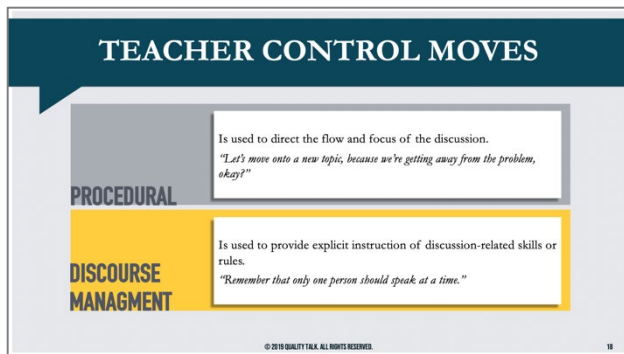 TEACHER CONTROL MOVES
PROCEDURAL
Is used to direct the flow and focus of the discussion.
"Let's move onto a new topic, because we're getting away from the problem,
okay?"
DISCOURSE
MANAGMENT
Is used to provide explicit instruction of discussion-related skills or
rules.
"Remember that only one person should speak at a time."
© 2019 QUALITY TALK. ALL RIGHTS RESERVED.
18